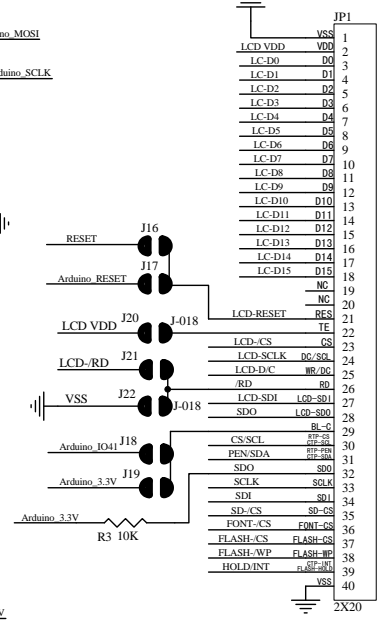 JP1
no_MOSI
duino_SCLK
VSS 1
LCD VDD VDD 2
LC-D0 D0 3
LC-D1 D1 4
LC-D2 D2 5
LC-D3 D3 6
LC-D4 D4 7
LC-D5 D5 8
LC-D6 D6 9
LC-D7 D7 10
LC-D8 D8 11
LC-D9 D9 12
LC-D10 D10 13
LC-D11 D11 14
LC-D12 D12 15
LC-D13 D13 16
LC-D14 D14 17
LC-D15 D15 18
NC 19
NC 20
LCD-RESET RES 21
TE 22
LCD-/CS CS 23
LCD-SCLK DC/SCL 24
LCD-D/C WR/DC 25
/RD RD 26
LCD-SDI LCD-SDI 27
SDO LCD-SDO 28
BL-C 29
CS/SCL RTP-CS CTP-SCL 30
PEN/SDA RTP-PEN CTP-SDA 31
SDO SDO 32
SCLK SCLK 33
SDI SDI 34
SD-/CS SD-CS 35
FONT-/CS FONT-CS 36
FLASH-/CS FLASH-CS 37
FLASH-/WP FLASH-WP 38
HOLD/INT CTP-INT FLASH-HOLD 39
VSS 40
2X20
J16
RESET
J17
Arduino_RESET
J20 J-018
LCD VDD
J21
LCD-/RD
J22 J-018
VSS
J18
Arduino_IO41
J19
Arduino_3.3V
Arduino_3.3V
R3 10K
V